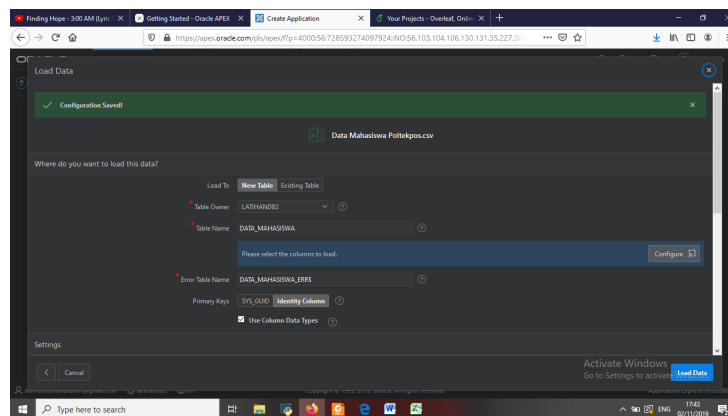 Finding Hope - 3:00 AM (Lyric
Getting Started - Oracle APEX
Create Application
Your Projects - Overleaf, Online
https://apex.oracle.com/pls/apex/f?p=4000:56:728593274097924::NO:56,103,104,106,130,131,35,227,3
Load Data
Configuration Saved!
Data Mahasiswa Poltekpos.csv
Where do you want to load this data?
Load To New Table Existing Table
* Table Owner LATIHANDB2
* Table Name DATA_MAHASISWA
Please select the columns to load. Configure
* Error Table Name DATA_MAHASISWA_ERR$
Primary Keys SYS_GUID Identity Column
Use Column Data Types
Settings
Activate Windows
Go to Settings to activate
Cancel
Load Data
Type here to search
ENG
17:43
02/11/2019